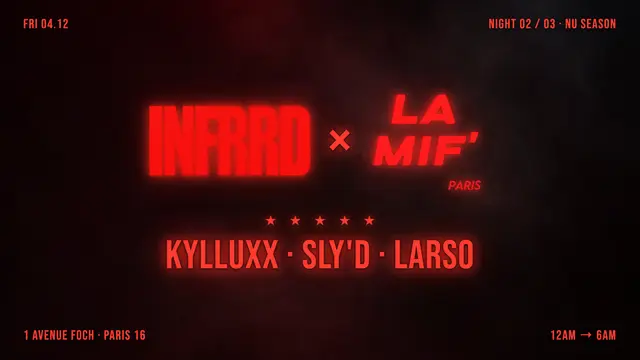 FRI 04.12
NIGHT 02 / 03 · NU SEASON
INFRRD × LA MIF'
PARIS
★ ★ ★ ★ ★
KYLLUXX · SLY'D · LARSO
1 AVENUE FOCH · PARIS 16
12AM → 6AM